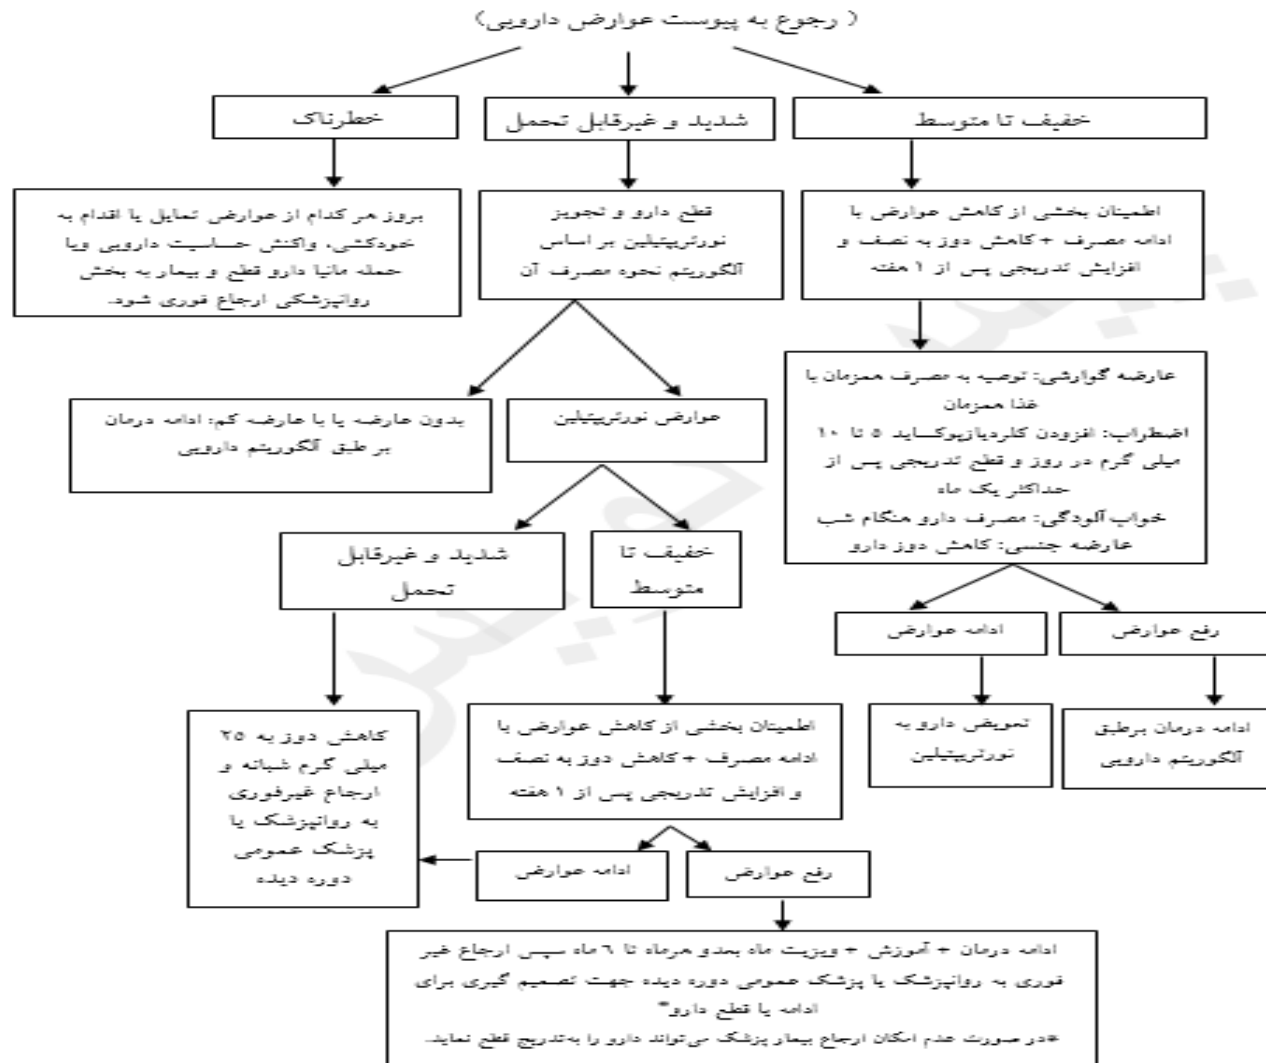 ( رجوع به پیوست عوارض دارویی)
خفیف تا متوسط
شدید و غیرقابل تحمل
خطرناک
اطمینان بخشی از کاهش عوارض با
ادامه مصرف + کاهش دوز به نصف و
افزایش تدریجی پس از ۱ هفته
قطع دارو و تجویز
نورتریپتیلین بر اساس
آلگوریتم نحوه مصرف آن
بروز هر کدام از عوارض تمایل یا اقدام به
خودکشی، واکنش حساسیت دارویی ویا
حمله مانیا دارو قطع و بیمار به بخش
روانپزشکی ارجاع فوری شود.
عارضه گوارشی: توصیه به مصرف همزمان با
غذا همزمان
اضطراب: افزودن کلردیازپوکساید ۵ تا ۱۰
میلی گرم در روز و قطع تدریجی پس از
حداکثر یک ماه
خواب آلودگی: مصرف دارو هنگام شب
عارضه جنسی: کاهش دوز دارو
عوارض نورتریپتیلین
بدون عارضه یا با عارضه کم: ادامه درمان
بر طبق آلگوریتم دارویی
خفیف تا
متوسط
شدید و غیرقابل
تحمل
رفع عوارض
ادامه عوارض
ادامه درمان برطبق
آلگوریتم دارویی
تعویض دارو به
نورتریپتیلین
اطمینان بخشی از کاهش عوارض با
ادامه مصرف + کاهش دوز به نصف
و افزایش تدریجی پس از ۱ هفته
کاهش دوز به ۲۵
میلی گرم شبانه و
ارجاع غیرفوری
به روانپزشک یا
پزشک عمومی
دوره دیده
رفع عوارض
ادامه عوارض
ادامه درمان + آموزش + ویزیت ماه بعدو هرماه تا ۶ ماه سپس ارجاع غیر
فوری به روانپزشک یا پزشک عمومی دوره دیده جهت تصمیم گیری برای
ادامه یا قطع دارو*
*در صورت عدم امکان ارجاع بیمار پزشک می‌تواند دارو را به‌تدریج قطع نماید.